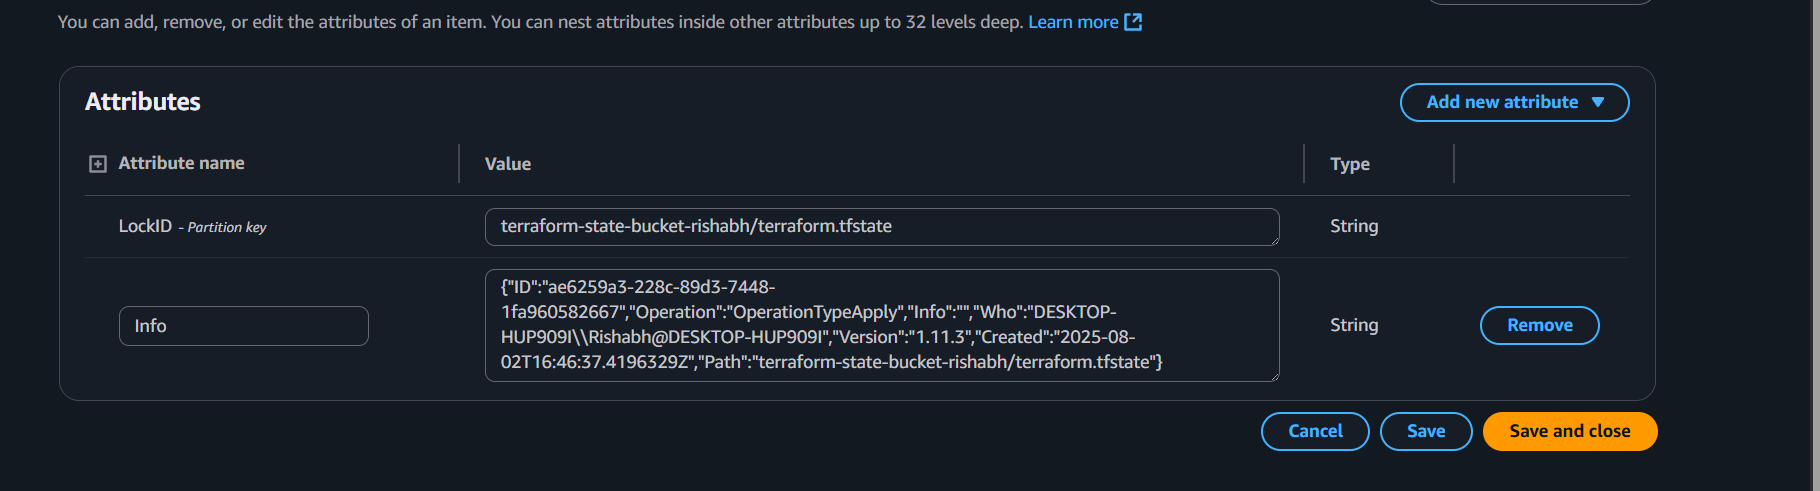 You can add, remove, or edit the attributes of an item. You can nest attributes inside other attributes up to 32 levels deep. Learn more
Attributes
Add new attribute
Attribute name
Value
Type
LockID - Partition key
terraform-state-bucket-rishabh/terraform.tfstate
String
Info
{"ID":"ae6259a3-228c-89d3-7448-
1fa960582667","Operation":"OperationTypeApply","Info":"","Who":"DESKTOP-
HUP909I\\Rishabh@DESKTOP-HUP909I","Version":"1.11.3","Created":"2025-08-
02T16:46:37.4196329Z","Path":"terraform-state-bucket-rishabh/terraform.tfstate"}
String
Remove
Cancel
Save
Save and close